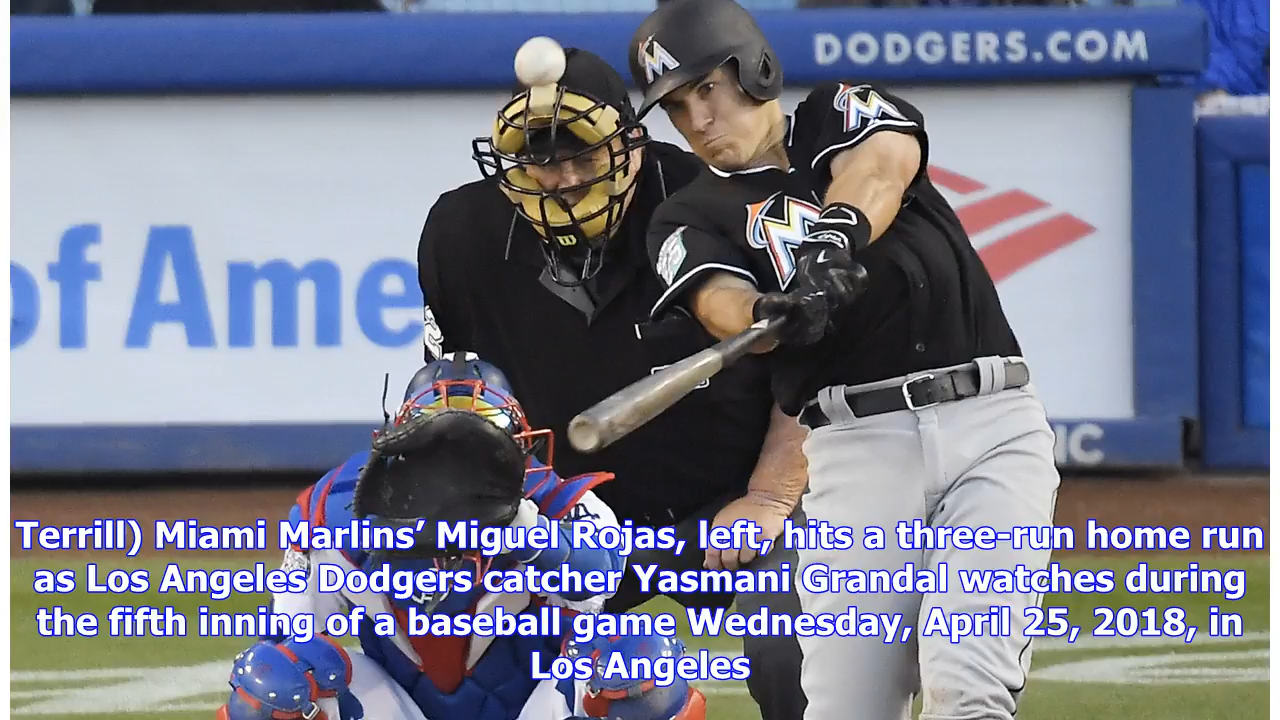 DODGERS.COM
of Ame
IC
Terrill) Miami Marlins’ Miguel Rojas, left, hits a three-run home run
as Los Angeles Dodgers catcher Yasmani Grandal watches during
the fifth inning of a baseball game Wednesday, April 25, 2018, in
Los Angeles